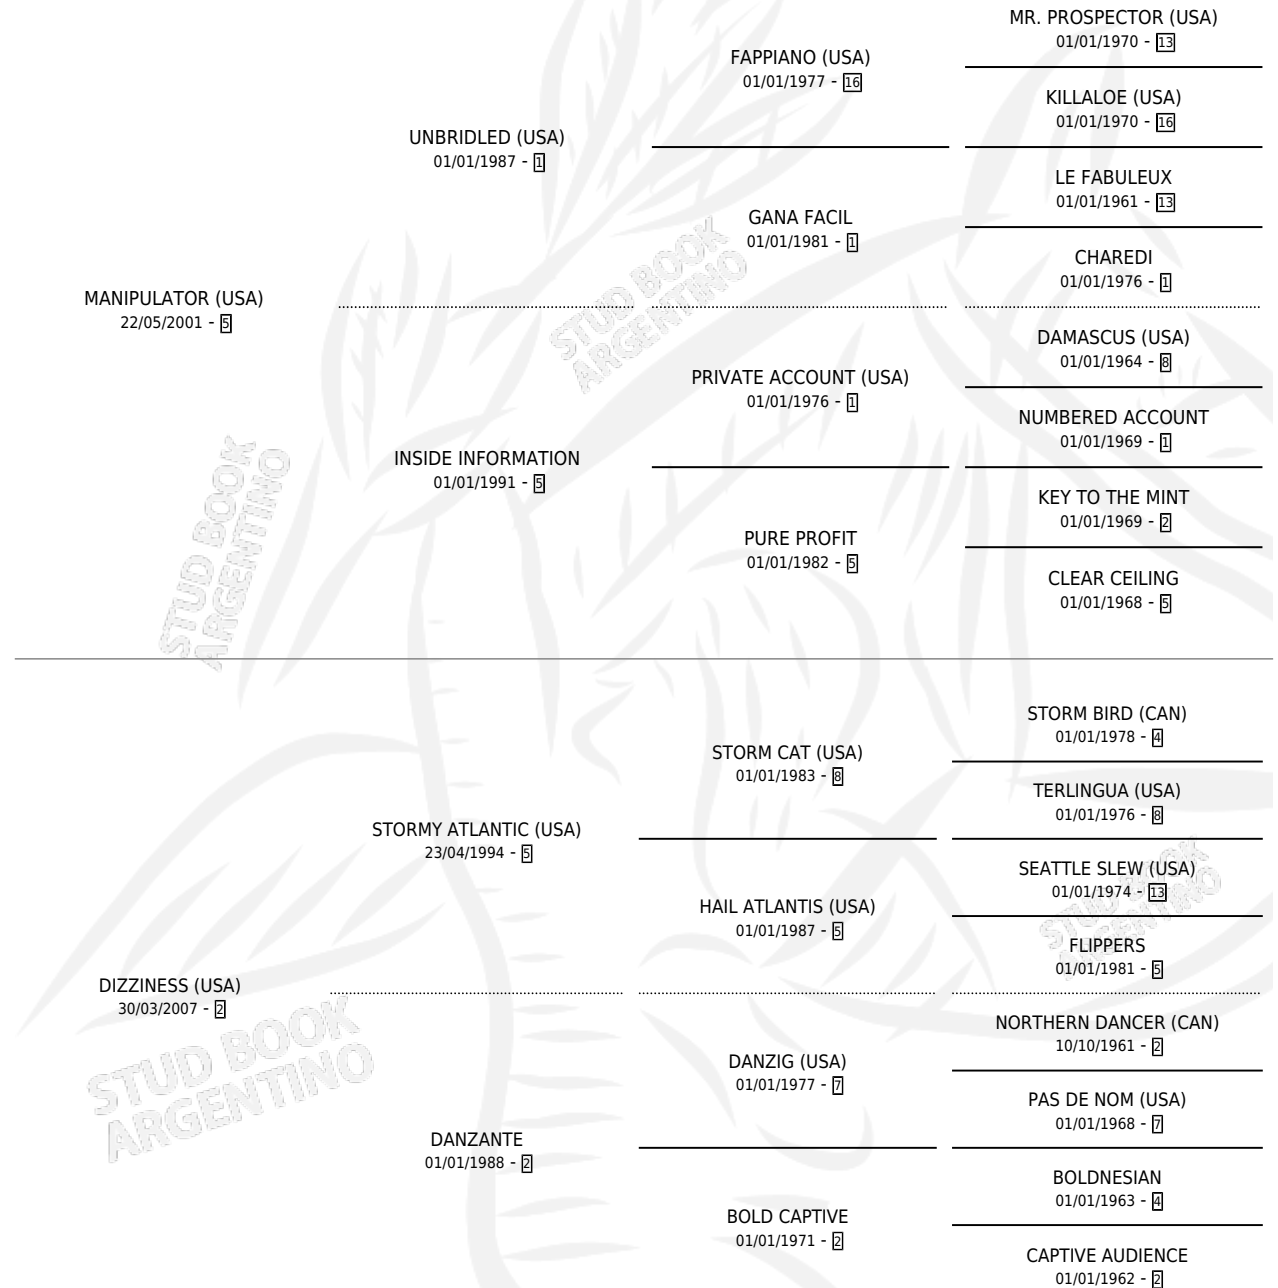 MR. PROSPECTOR (USA)
01/01/1970 - 13
FAPPIANO (USA)
01/01/1977 - 16
KILLALOE (USA)
01/01/1970 - 16
UNBRIDLED (USA)
01/01/1987 - 1
LE FABULEUX
01/01/1961 - 13
GANA FACIL
01/01/1981 - 1
CHAREDI
01/01/1976 - 1
MANIPULATOR (USA)
22/05/2001 - 5
DAMASCUS (USA)
01/01/1964 - 8
PRIVATE ACCOUNT (USA)
01/01/1976 - 1
NUMBERED ACCOUNT
01/01/1969 - 1
INSIDE INFORMATION
01/01/1991 - 5
KEY TO THE MINT
01/01/1969 - 2
PURE PROFIT
01/01/1982 - 5
CLEAR CEILING
01/01/1968 - 5
STORM BIRD (CAN)
01/01/1978 - 4
STORM CAT (USA)
01/01/1983 - 8
TERLINGUA (USA)
01/01/1976 - 8
STORMY ATLANTIC (USA)
23/04/1994 - 5
SEATTLE SLEW (USA)
01/01/1974 - 13
HAIL ATLANTIS (USA)
01/01/1987 - 5
FLIPPERS
01/01/1981 - 5
DIZZINESS (USA)
30/03/2007 - 2
NORTHERN DANCER (CAN)
10/10/1961 - 2
DANZIG (USA)
01/01/1977 - 7
PAS DE NOM (USA)
01/01/1968 - 7
DANZANTE
01/01/1988 - 2
BOLDNESIAN
01/01/1963 - 4
BOLD CAPTIVE
01/01/1971 - 2
CAPTIVE AUDIENCE
01/01/1962 - 2
STUD BOOK
ARGENTINO
STUD BOOK
ARGENTINO
STUD BOOK
ARGENTINO
STUD BOOK
ARGENTINO